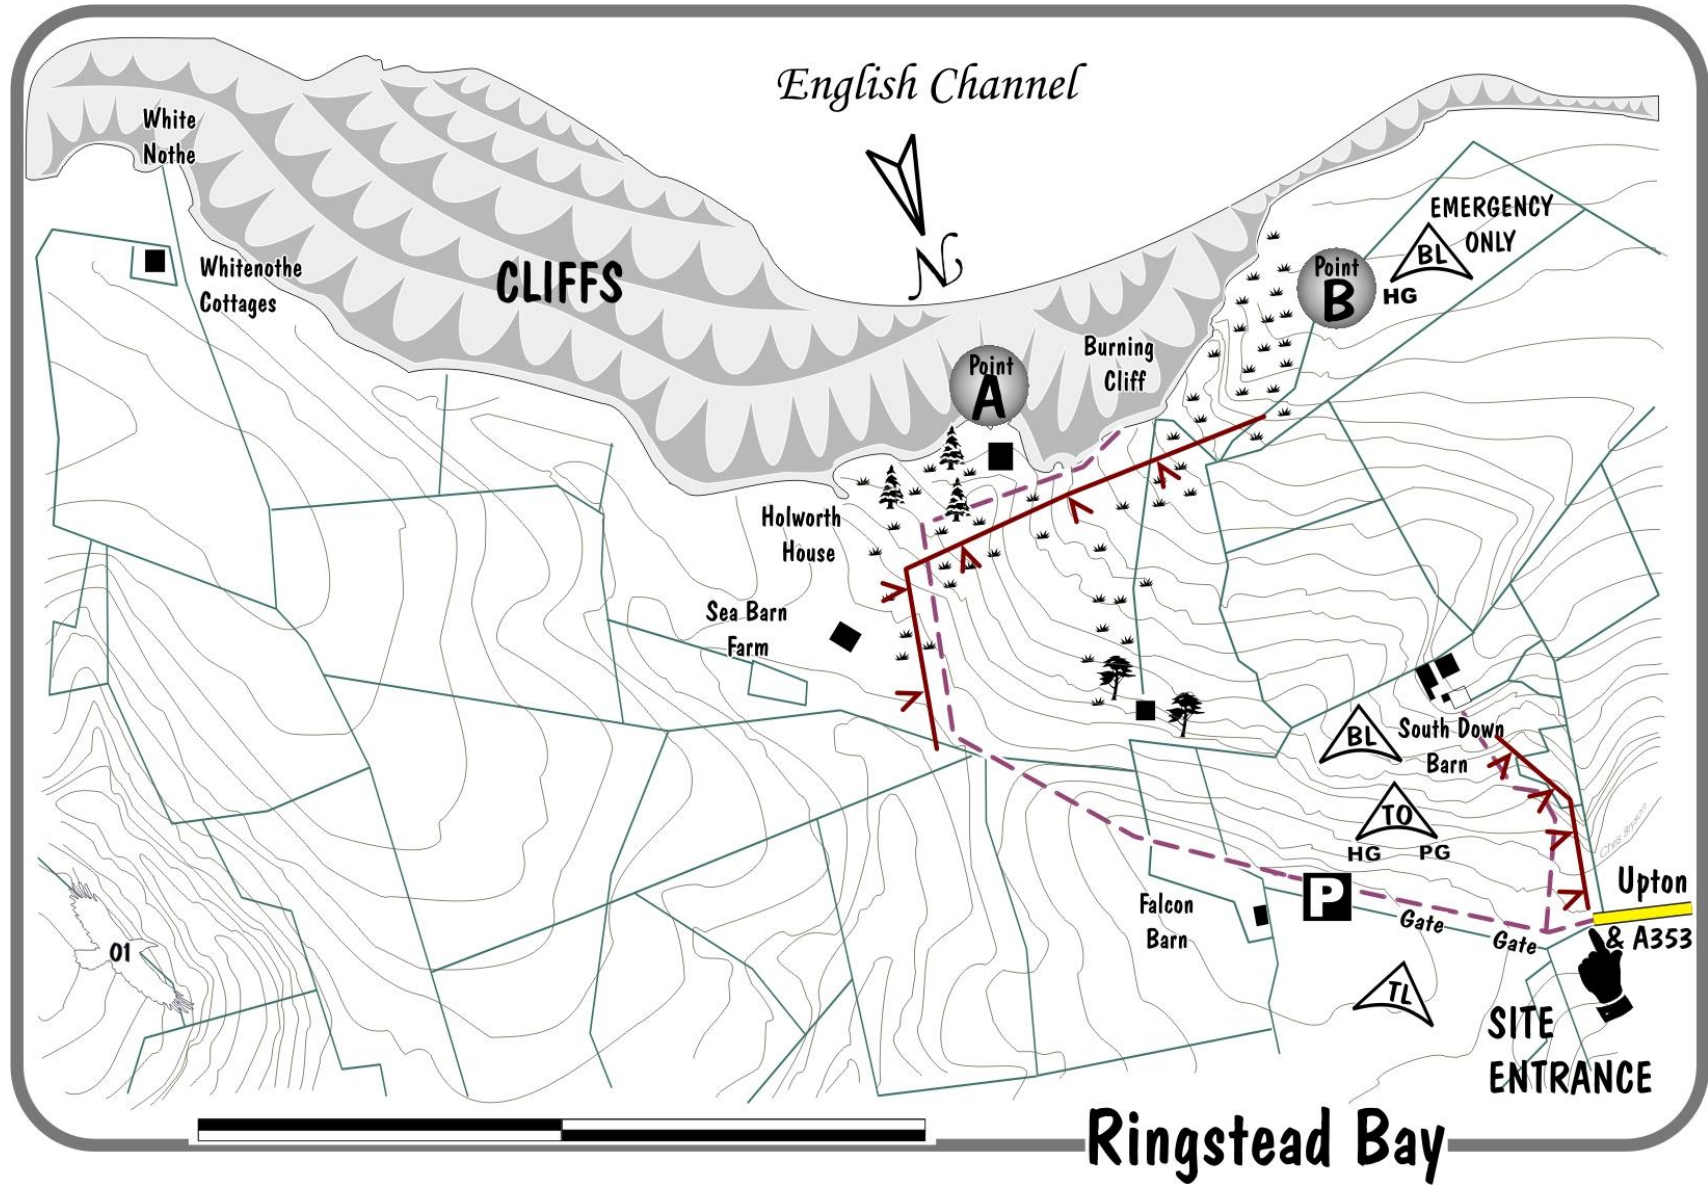 English Channel
White
Nothe
N
EMERGENCY
ONLY
BL
Point
B
HG
Whitenothe
Cottages
CLIFFS
Burning
Cliff
Point
A
Holworth
House
Sea Barn
Farm
BL
South Down
Barn
TO
HG PG
Chris Bryson
Upton
& A353
P
Falcon
Barn
Gate
Gate
01
TL
SITE
ENTRANCE
Ringstead Bay